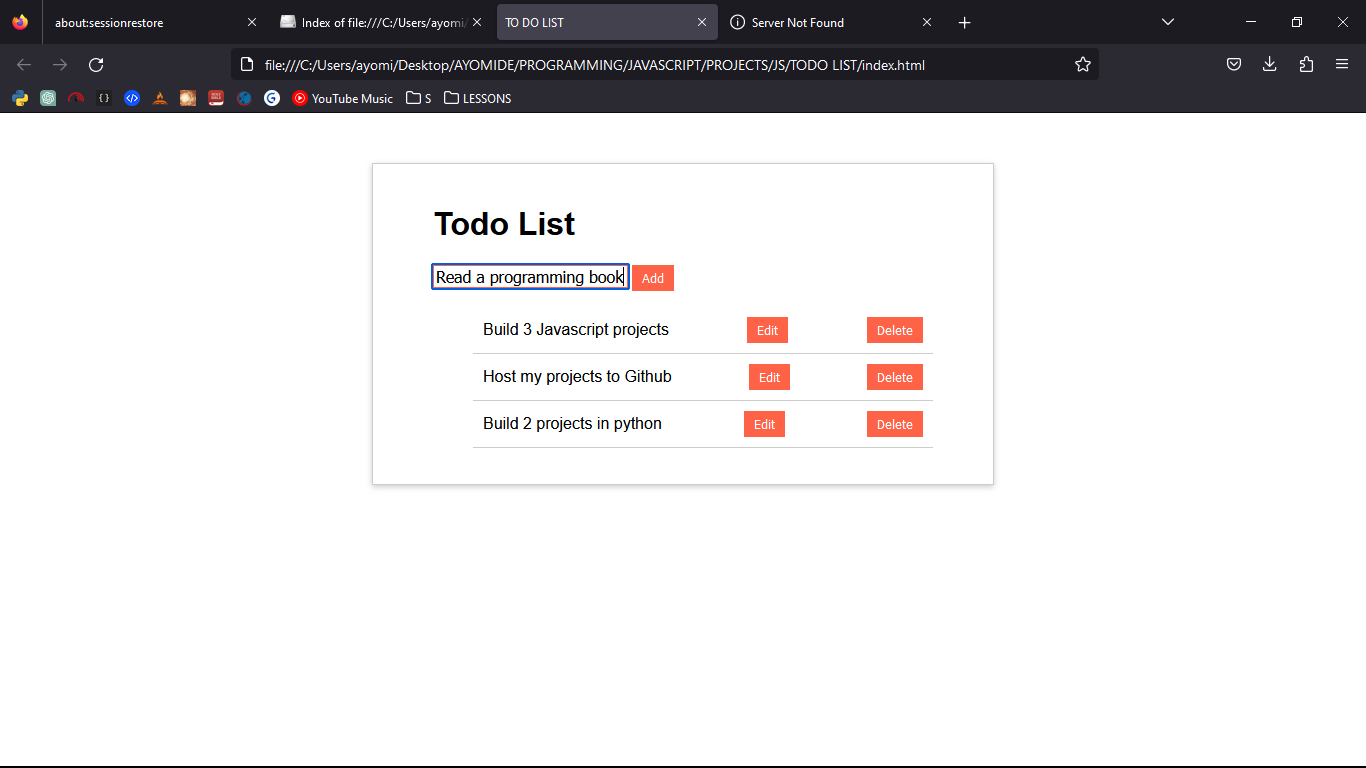 about:sessionrestore
Index of file:///C:/Users/ayomi/
TO DO LIST
Server Not Found
file:///C:/Users/ayomi/Desktop/AYOMIDE/PROGRAMMING/JAVASCRIPT/PROJECTS/JS/TODO LIST/index.html
YouTube Music
S
LESSONS
Todo List
Read a programming book Add
Build 3 Javascript projects Edit Delete
Host my projects to Github Edit Delete
Build 2 projects in python Edit Delete